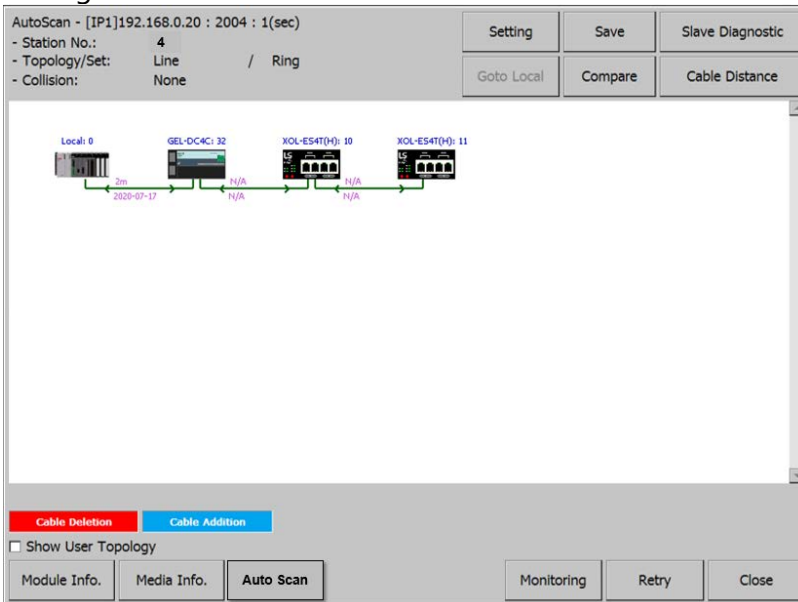 AutoScan - [IP1]192.168.0.20 : 2004 : 1(sec)
- Station No.: 4
- Topology/Set: Line / Ring
- Collision: None
Setting
Save
Slave Diagnostic
Goto Local
Compare
Cable Distance
Local: 0
GEL-DC4C: 32
XOL-ES4T(H): 10
XOL-ES4T(H): 11
LS
LS
2m
N/A
N/A
2020-07-17
N/A
N/A
Cable Deletion
Cable Addition
Show User Topology
Module Info.
Media Info.
Auto Scan
Monitoring
Retry
Close